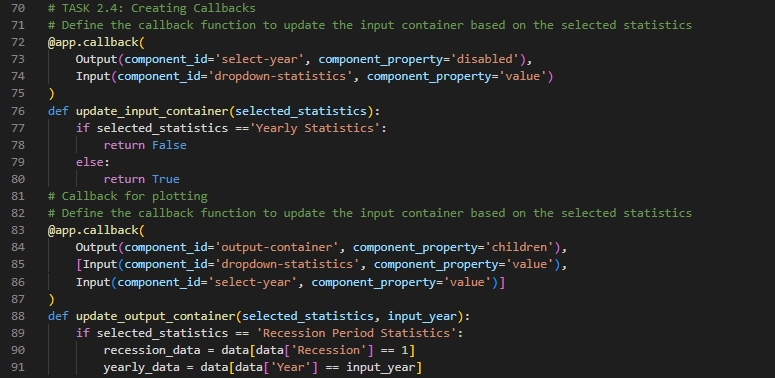 70 # TASK 2.4: Creating Callbacks
71 # Define the callback function to update the input container based on the selected statistics
72 @app.callback(
73     Output(component_id='select-year', component_property='disabled'),
74     Input(component_id='dropdown-statistics', component_property='value')
75 )
76 def update_input_container(selected_statistics):
77     if selected_statistics =='Yearly Statistics':
78         return False
79     else:
80         return True
81 # Callback for plotting
82 # Define the callback function to update the input container based on the selected statistics
83 @app.callback(
84     Output(component_id='output-container', component_property='children'),
85     [Input(component_id='dropdown-statistics', component_property='value'),
86     Input(component_id='select-year', component_property='value')]
87 )
88 def update_output_container(selected_statistics, input_year):
89     if selected_statistics == 'Recession Period Statistics':
90         recession_data = data[data['Recession'] == 1]
91         yearly_data = data[data['Year'] == input_year]